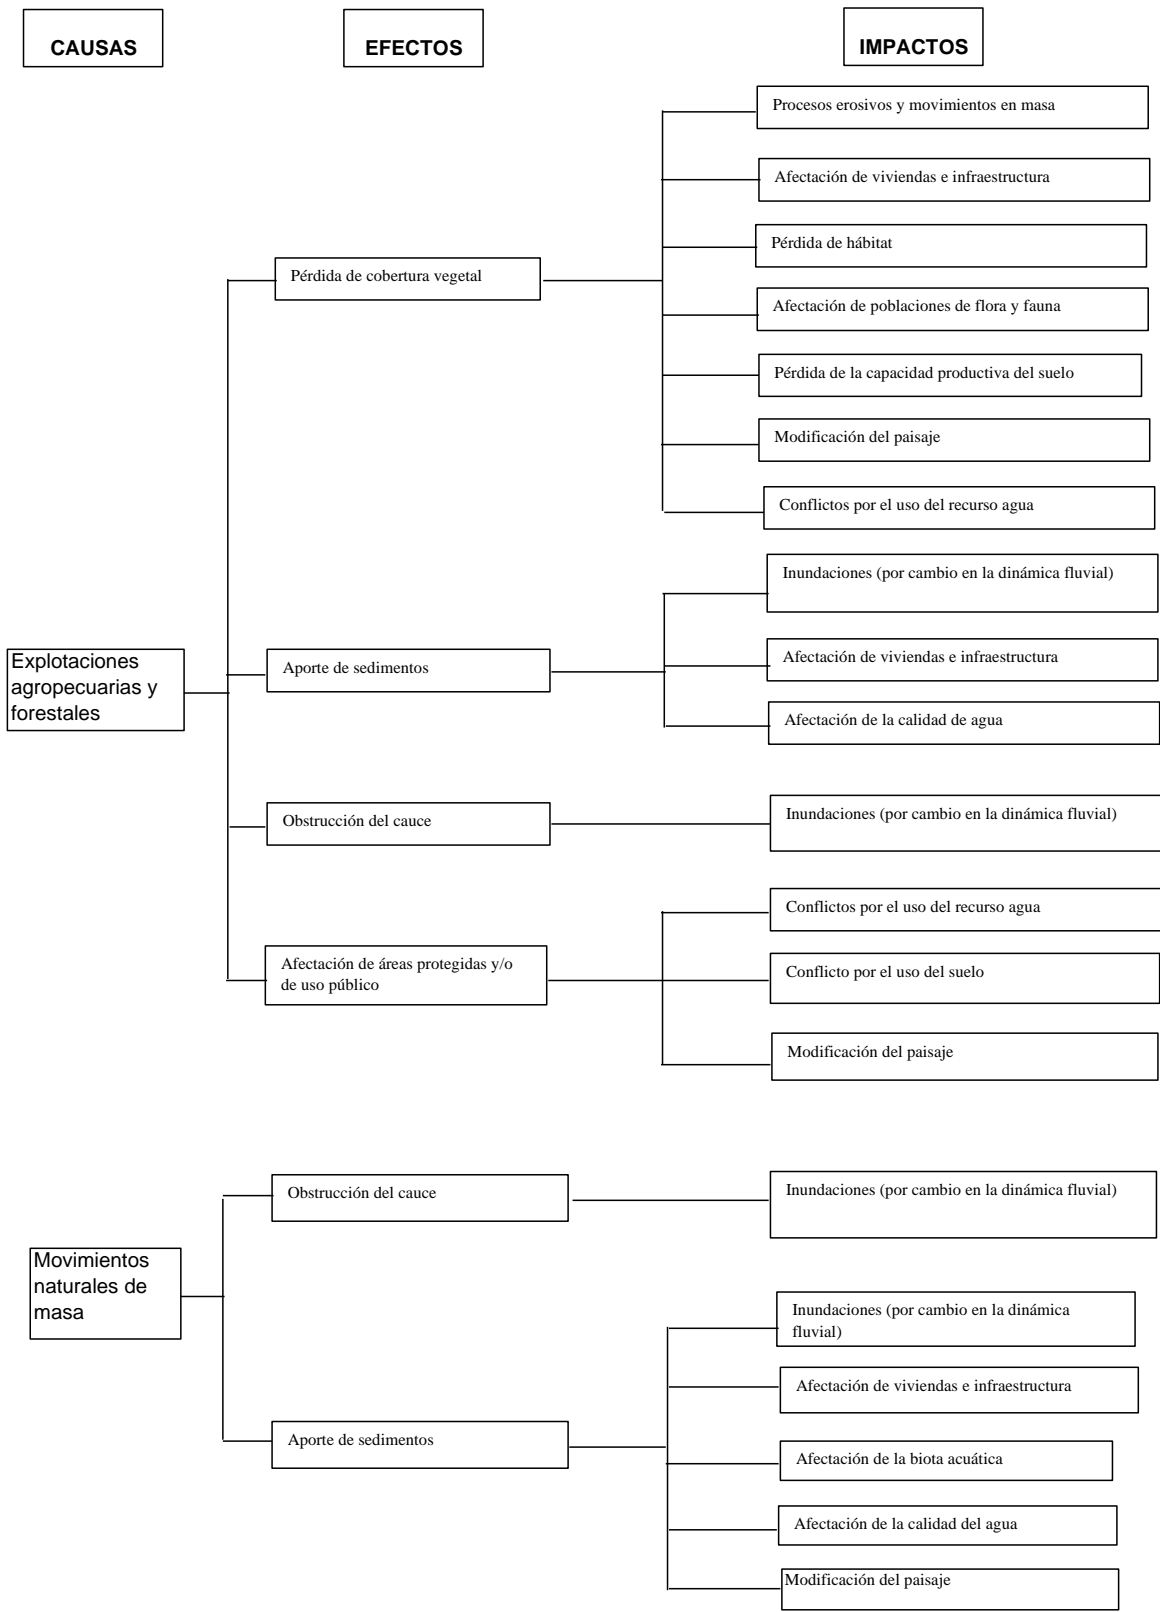 CAUSAS
EFECTOS
IMPACTOS
Procesos erosivos y movimientos en masa
Afectación de viviendas e infraestructura
Pérdida de hábitat
Pérdida de cobertura vegetal
Afectación de poblaciones de flora y fauna
Pérdida de la capacidad productiva del suelo
Modificación del paisaje
Conflictos por el uso del recurso agua
Inundaciones (por cambio en la dinámica fluvial)
Explotaciones
agropecuarias y
forestales
Aporte de sedimentos
Afectación de viviendas e infraestructura
Afectación de la calidad de agua
Obstrucción del cauce
Inundaciones (por cambio en la dinámica fluvial)
Conflictos por el uso del recurso agua
Afectación de áreas protegidas y/o
de uso público
Conflicto por el uso del suelo
Modificación del paisaje
Obstrucción del cauce
Inundaciones (por cambio en la dinámica fluvial)
Movimientos
naturales de
masa
Inundaciones (por cambio en la dinámica
fluvial)
Afectación de viviendas e infraestructura
Aporte de sedimentos
Afectación de la biota acuática
Afectación de la calidad del agua
Modificación del paisaje